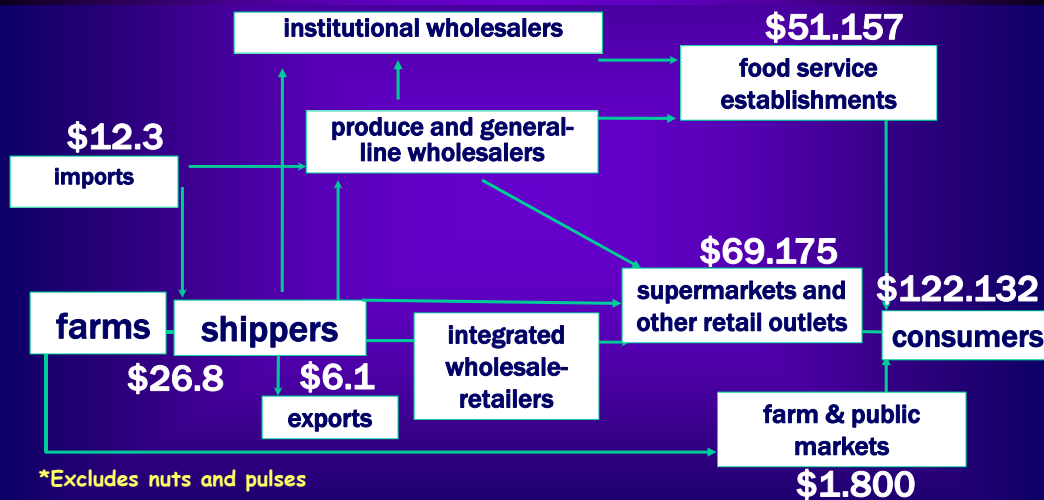 institutional wholesalers
$51.157
food service
establishments
produce and general-
line wholesalers
$12.3
imports
$69.175
supermarkets and
other retail outlets
$122.132
consumers
farms
shippers
integrated
wholesale-
retailers
$26.8
$6.1
exports
farm & public
markets
$1.800
*Excludes nuts and pulses